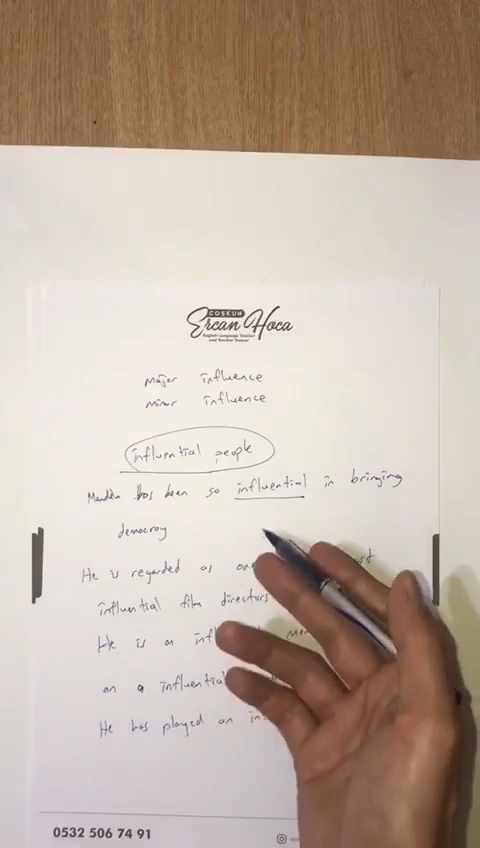 COSKUN
Ercan Hoca
English Language Teacher
and Teacher Trainer
major influence
minor influence
influential people
has been so influential in bringing
democracy
He is regarded as
influential film directors
He is a
an a influential
He has played an
0532 506 74 91